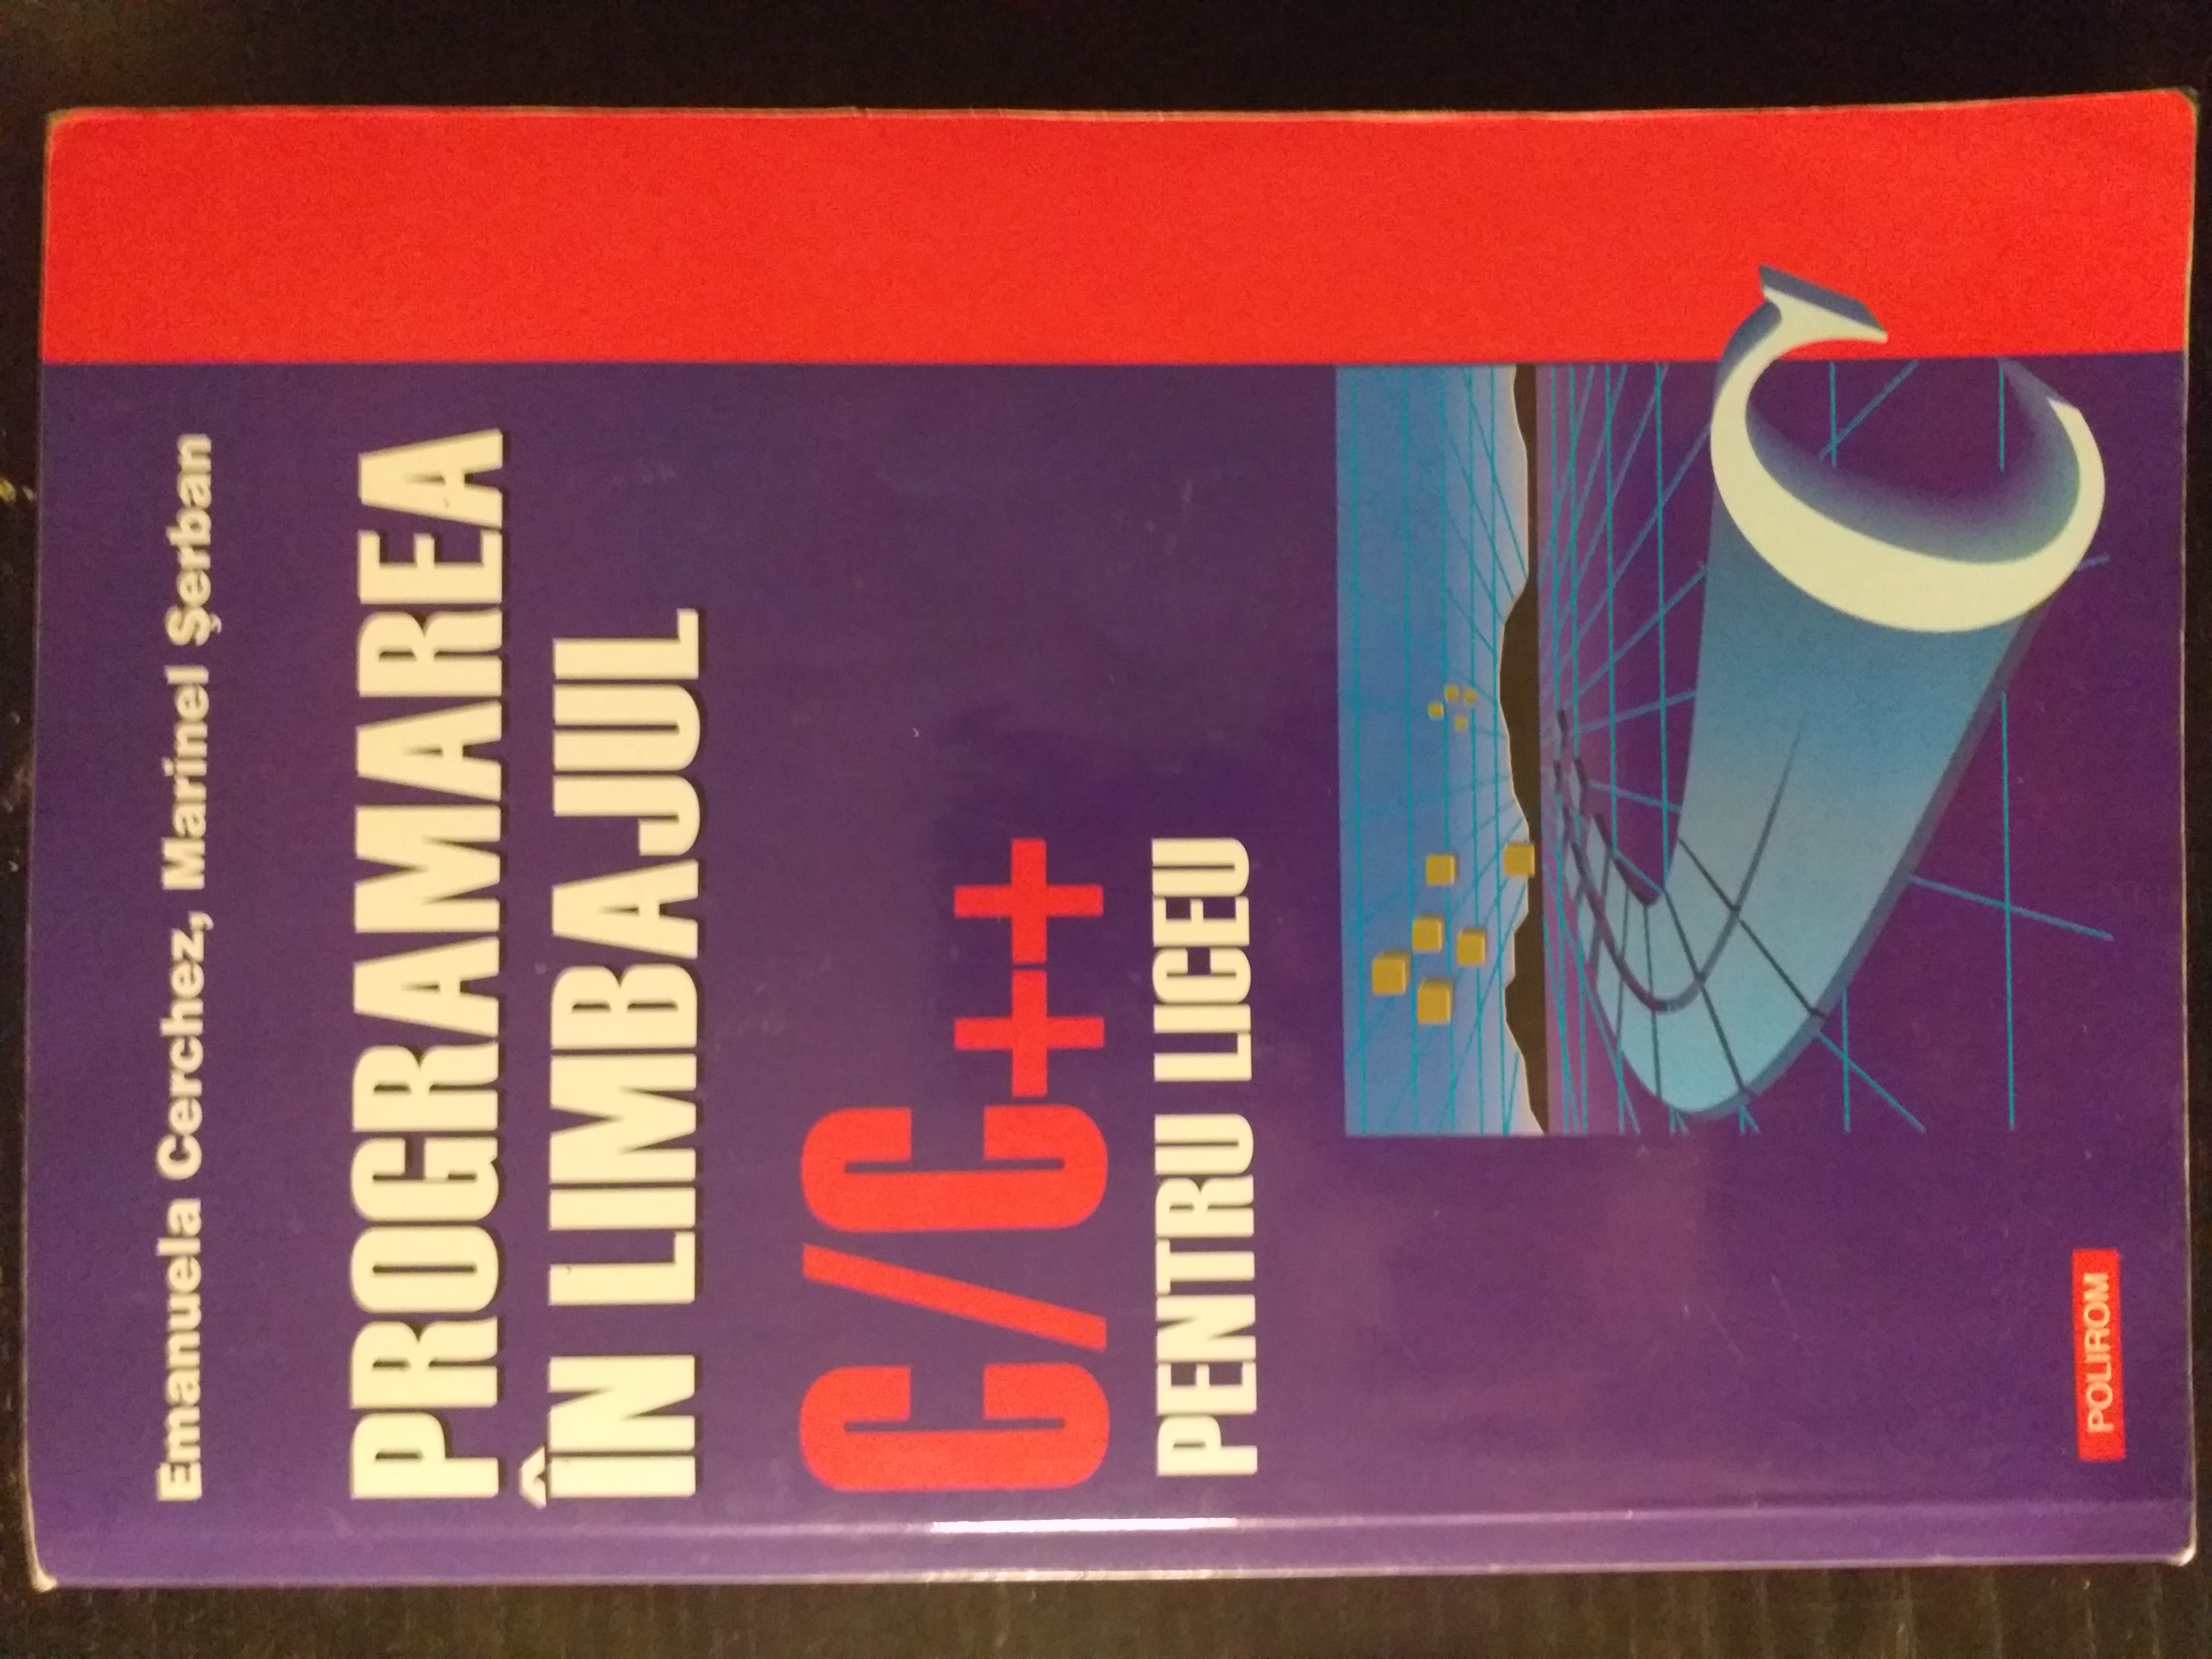 Emanuela Cerchez, Marinel Şerban
PROGRAMAREA
ÎN LIMBAJUL
C/C++
PENTRU LICEU
C
POLIROM